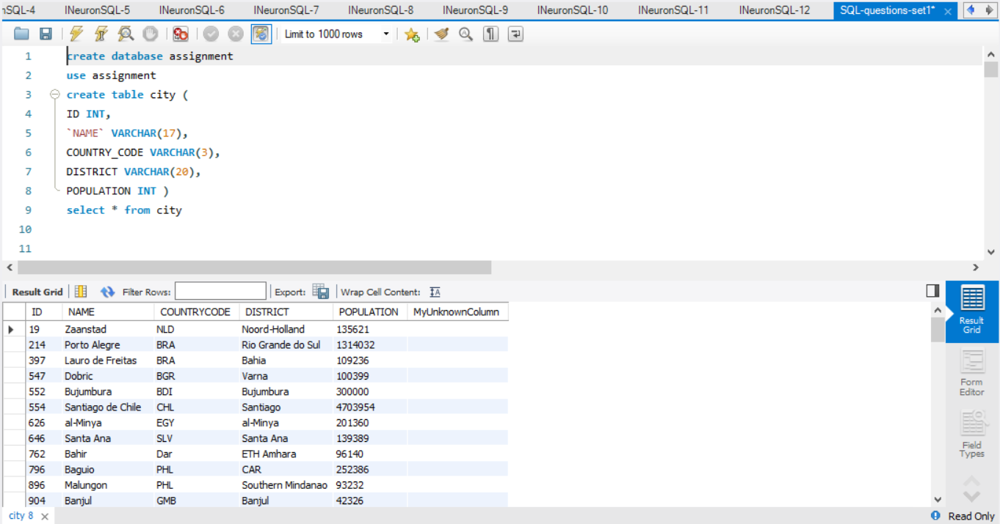 nSQL-4 INeuronSQL-5 INeuronSQL-6 INeuronSQL-7 INeuronSQL-8 INeuronSQL-9 INeuronSQL-10 INeuronSQL-11 INeuronSQL-12 SQL-questions-set1*
Limit to 1000 rows
1 create database assignment
2 use assignment
3 create table city (
4 ID INT,
5 `NAME` VARCHAR(17),
6 COUNTRY_CODE VARCHAR(3),
7 DISTRICT VARCHAR(20),
8 POPULATION INT )
9 select * from city
10
11
Result Grid Filter Rows: Export: Wrap Cell Content:
ID NAME COUNTRYCODE DISTRICT POPULATION MyUnknownColumn
19 Zaanstad NLD Noord-Holland 135621
214 Porto Alegre BRA Rio Grande do Sul 1314032
397 Lauro de Freitas BRA Bahia 109236
547 Dobric BGR Varna 100399
552 Bujumbura BDI Bujumbura 300000
554 Santiago de Chile CHL Santiago 4703954
626 al-Minya EGY al-Minya 201360
646 Santa Ana SLV Santa Ana 139389
762 Bahir Dar ETH Amhara 96140
796 Baguio PHL CAR 252386
896 Malungon PHL Southern Mindanao 93232
904 Banjul GMB Banjul 42326
Result
Grid
Form
Editor
Field
Types
city 8 Read Only